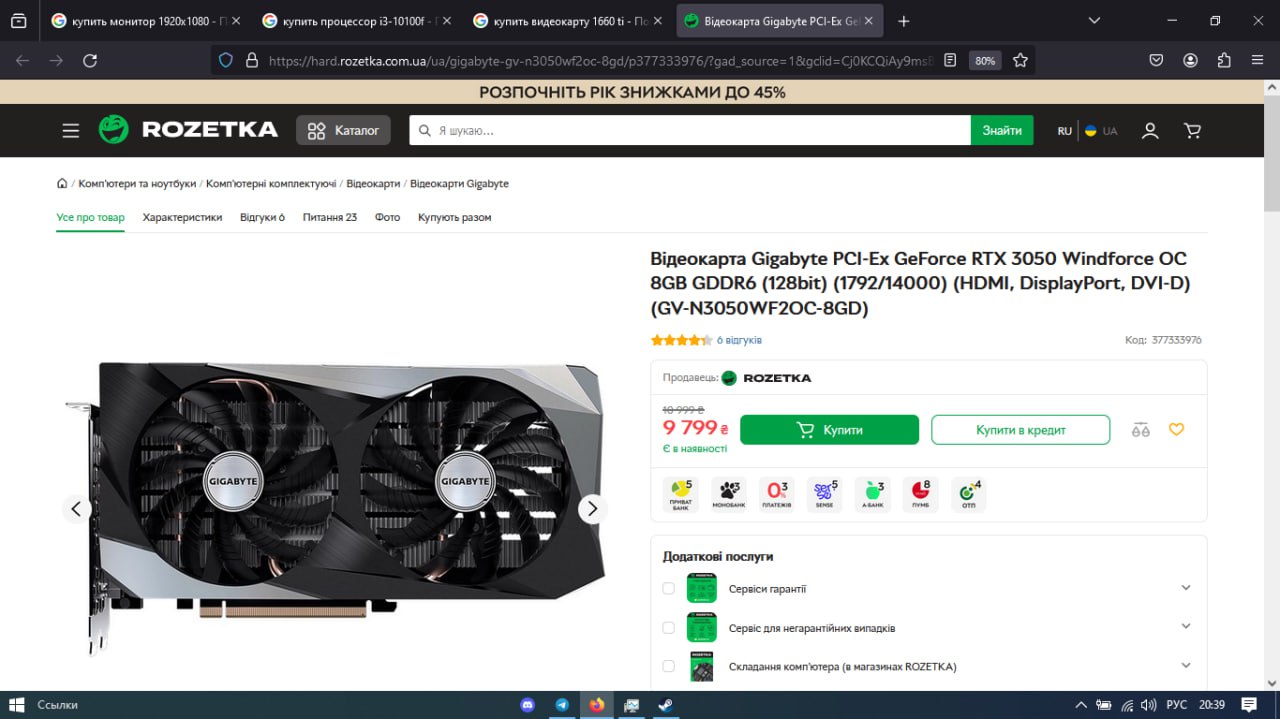 купить монитор 1920x1080 - П
купить процессор i3-10100f -
купить видеокарту 1660 ti - По
Відеокарта Gigabyte PCI-Ex Ge
https://hard.rozetka.com.ua/ua/gigabyte-gv-n3050wf2oc-8gd/p377333976/?gad_source=1&gclid=Cj0KCQiAy9ms
80%
РОЗПОЧНІТЬ РІК ЗНИЖКАМИ ДО 45%
ROZETKA
Каталог
Я шукаю...
Знайти
RU
UA
Комп'ютери та ноутбуки / Комп'ютерні комплектуючі / Відеокарти / Відеокарти Gigabyte
Усе про товар
Характеристики
Відгуки 6
Питання 23
Фото
Купують разом
Відеокарта Gigabyte PCI-Ex GeForce RTX 3050 Windforce OC
8GB GDDR6 (128bit) (1792/14000) (HDMI, DisplayPort, DVI-D)
(GV-N3050WF2OC-8GD)
6 відгуків
Код: 377333976
Продавець: ROZETKA
10 999 ₴
9 799 ₴
Є в наявності
Купити
Купити в кредит
GIGABYTE
GIGABYTE
5
ПРИВАТ
БАНК
3
МОНОБАНК
0% 3
ПЛАТЕЖІВ
5
SENSE
3
А-БАНК
8
ПУМБ
4
ОТП
Додаткові послуги
Сервіси гарантії
Сервіс для негарантійних випадків
ROZETKA
Складання комп'ютера (в магазинах ROZETKA)
Ссылки
РУС
20:39